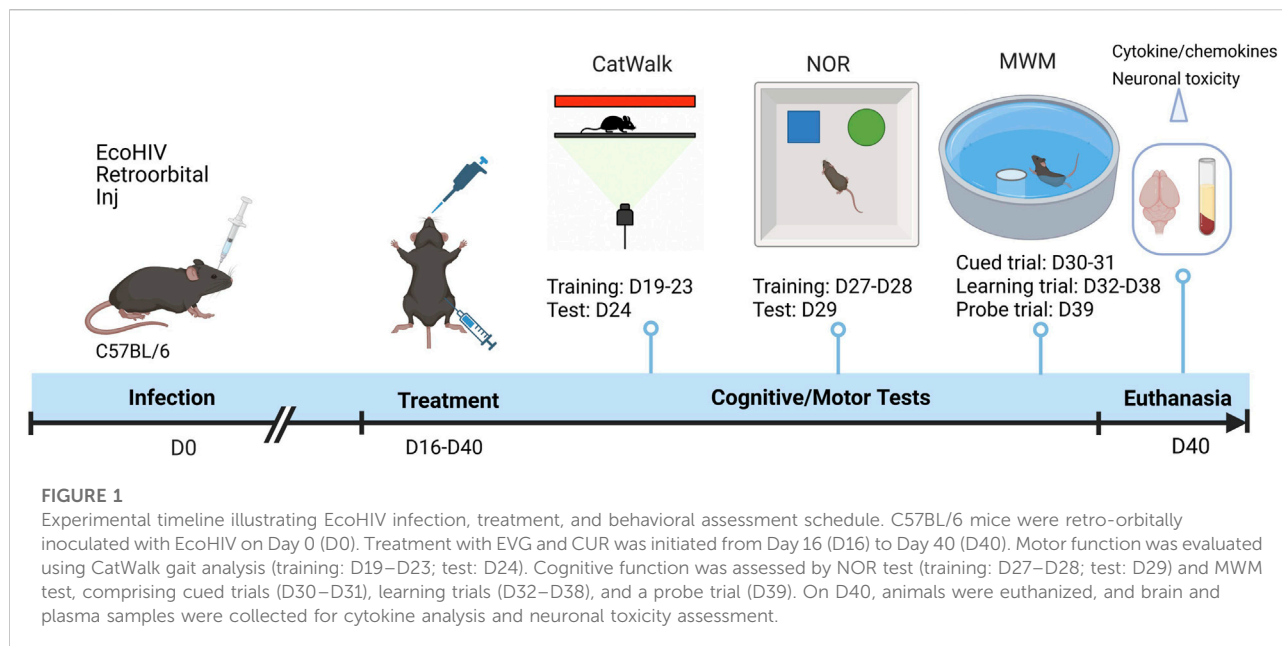 EcoHIV
Retroorbital
Inj
C57BL/6
CatWalk
Training: D19-23
Test: D24
NOR
Training: D27-D28
Test: D29
MWM
Cued trial: D30-31
Learning trial: D32-D38
Probe trial: D39
Cytokine/chemokines
Neuronal toxicity
Infection
Treatment
Cognitive/Motor Tests
Euthanasia
D0
D16-D40
D40
FIGURE 1
Experimental timeline illustrating EcoHIV infection, treatment, and behavioral assessment schedule. C57BL/6 mice were retro-orbitally
inoculated with EcoHIV on Day 0 (D0). Treatment with EVG and CUR was initiated from Day 16 (D16) to Day 40 (D40). Motor function was evaluated
using CatWalk gait analysis (training: D19–D23; test: D24). Cognitive function was assessed by NOR test (training: D27–D28; test: D29) and MWM
test, comprising cued trials (D30–D31), learning trials (D32–D38), and a probe trial (D39). On D40, animals were euthanized, and brain and
plasma samples were collected for cytokine analysis and neuronal toxicity assessment.